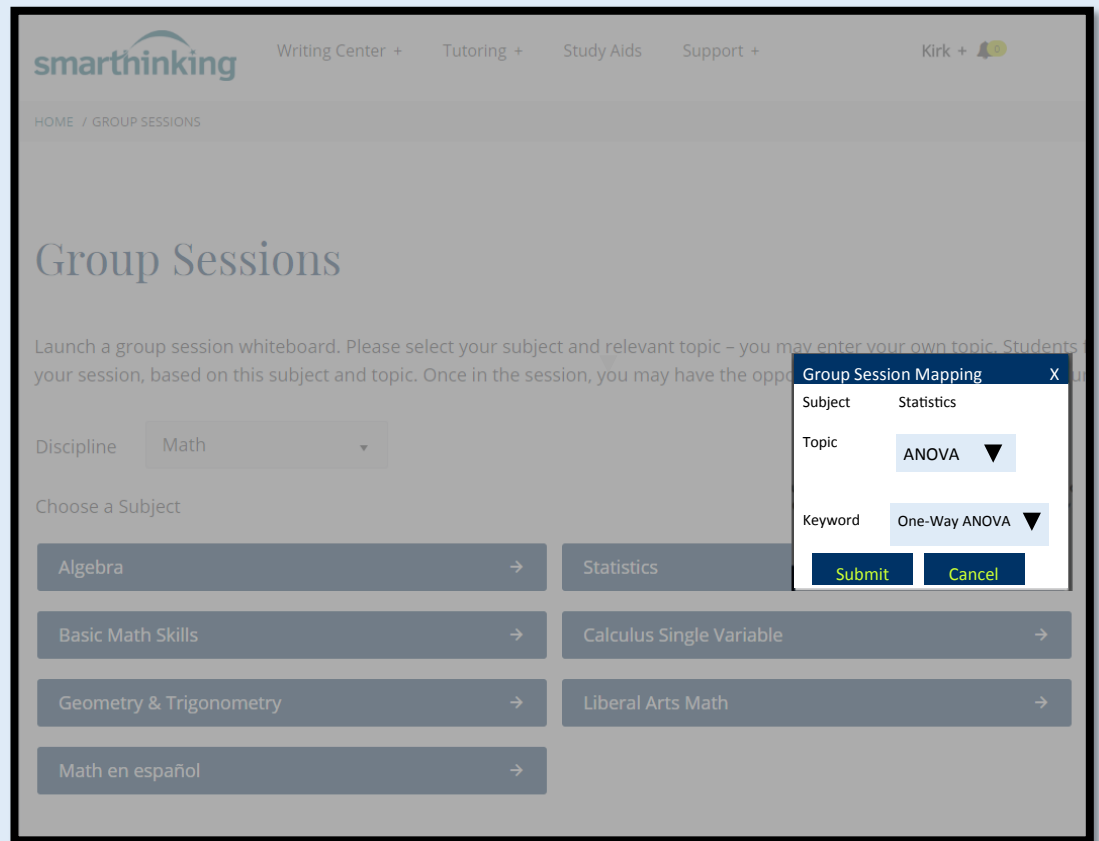 smarthinking
Writing Center +
Tutoring +
Study Aids
Support +
Kirk +
0
HOME / GROUP SESSIONS
Group Sessions
Launch a group session whiteboard. Please select your subject and relevant topic – you may enter your own topic. Students
your session, based on this subject and topic. Once in the session, you may have the
Group Session Mapping X
Subject Statistics
Topic ANOVA
Keyword One-Way ANOVA
Submit Cancel
Discipline Math
Choose a Subject
Algebra →
Statistics
Basic Math Skills →
Calculus Single Variable →
Geometry & Trigonometry →
Liberal Arts Math →
Math en español →